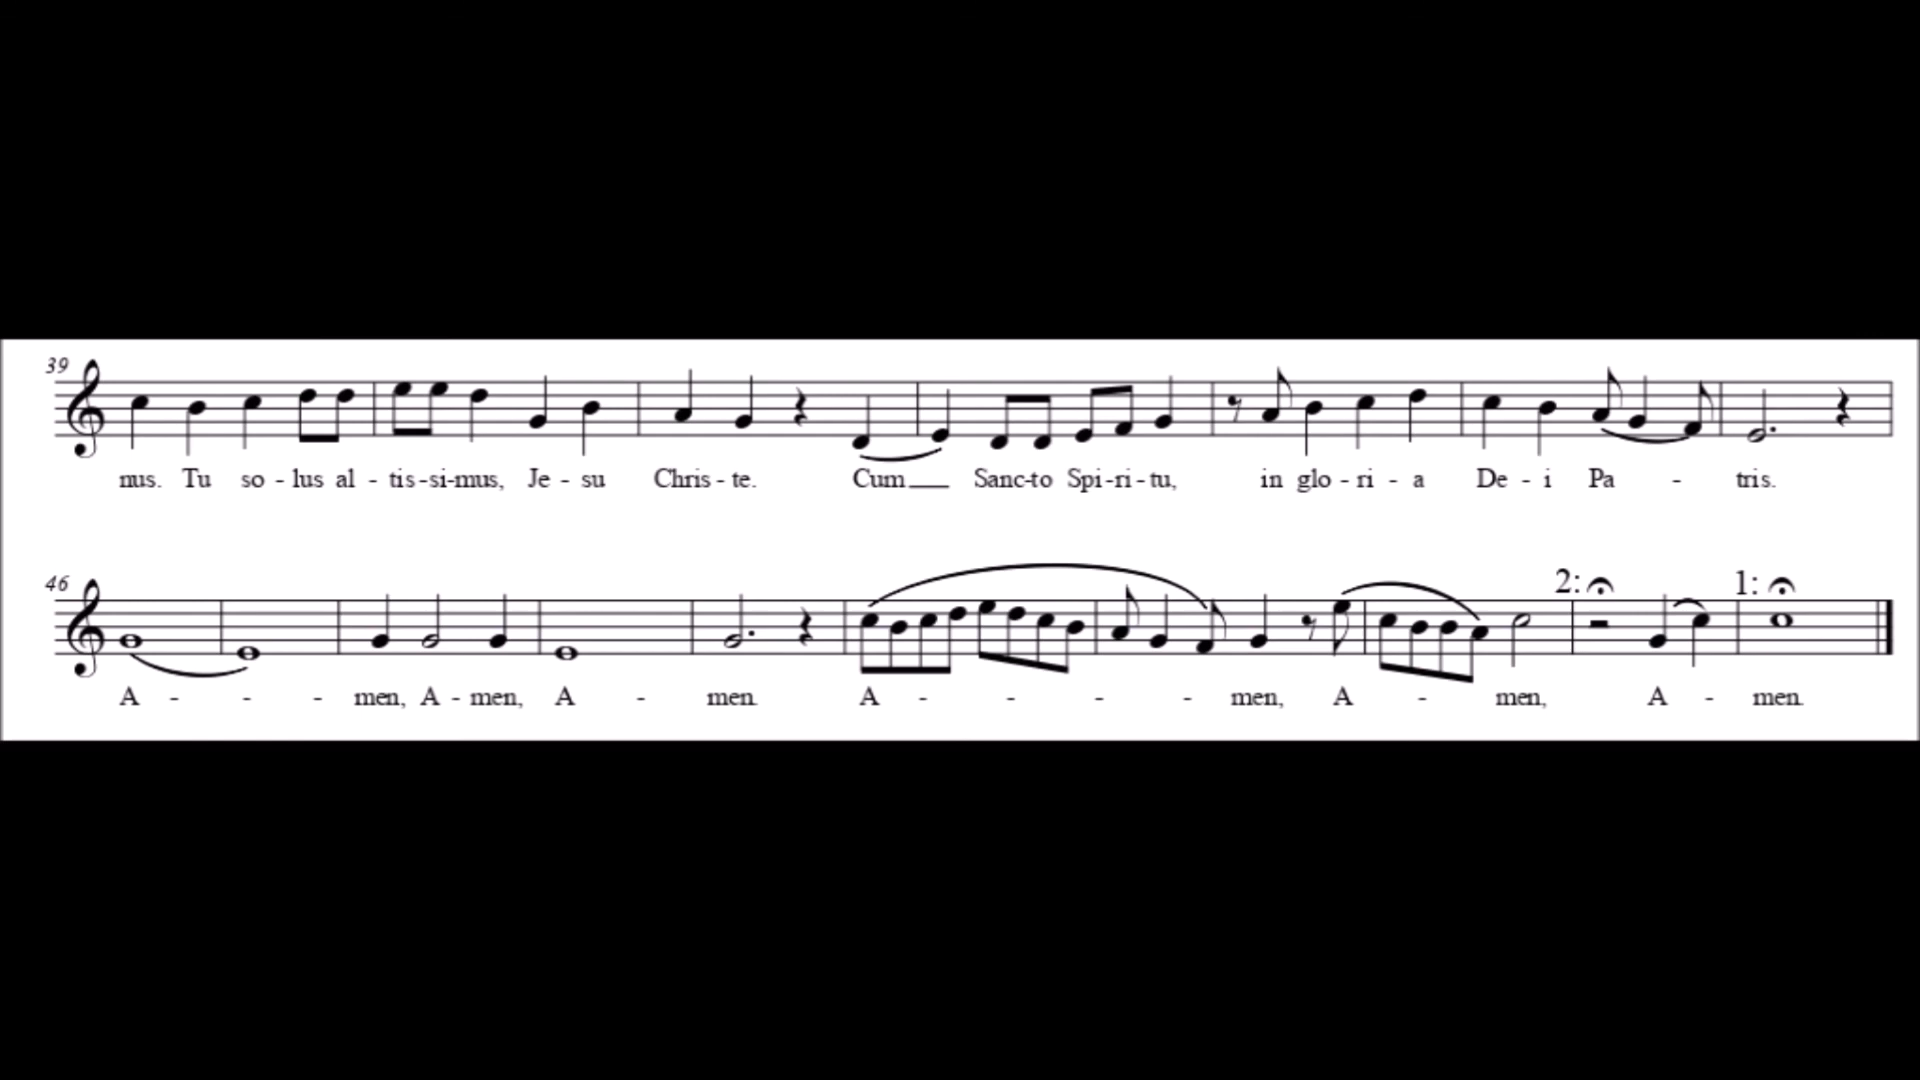 39
nus. Tu so - lus al - tis - si - mus, Je - su Chris - te. Cum Sanc - to Spi - ri - tu, in glo - ri - a De - i Pa - tris.
46
2: 1:
A - - - men, A - men, A - men. A - - - - men, A - men, A - men.